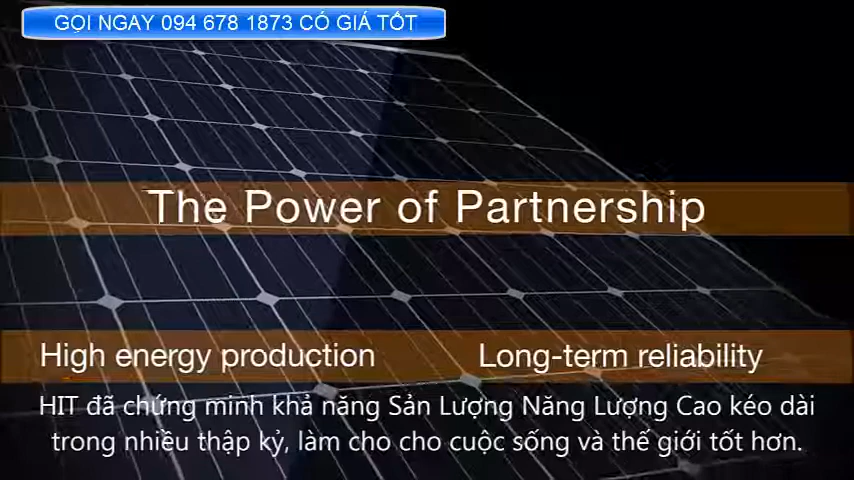 GỌI NGAY 094 678 1873 CÓ GIÁ TỐT
The Power of Partnership
High energy production
Long-term reliability
HIT đã chứng minh khả năng Sản Lượng Năng Lượng Cao kéo dài
trong nhiều thập kỷ, làm cho cho cuộc sống và thế giới tốt hơn.